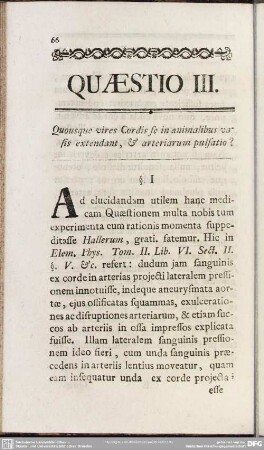 66
QUÆSTIO III.
Quousque vires Cordis se in animalibus va-
sis extendant, & arteriarum pulsatio?
§. I
Ad elucidandam utilem hanc medi-
cam Quæstionem multa nobis tum
experimenta cum rationis momenta suppe-
ditasse Hallerum, grati. fatemur. Hic in
Elem. Phys. Tom. II. Lib. VI. Sect. II.
§. V. &c. refert: dudum jam sanguinis
ex corde in arterias projecti lateralem pressi-
onem innotuisse, indeque aneurysmata aor-
tæ, ejus ossificatas squammas, exulceratio-
nes ac disruptiones arteriarum, & etiam suc-
cos ab arteriis in ossa impressos explicata
fuisse. Illam lateralem sanguinis pressio-
nem ideo fieri, cum unda sanguinis præ-
cedens in arteriis lentius moveatur, quam
eam insequatur unda ex corde projecta:
esse